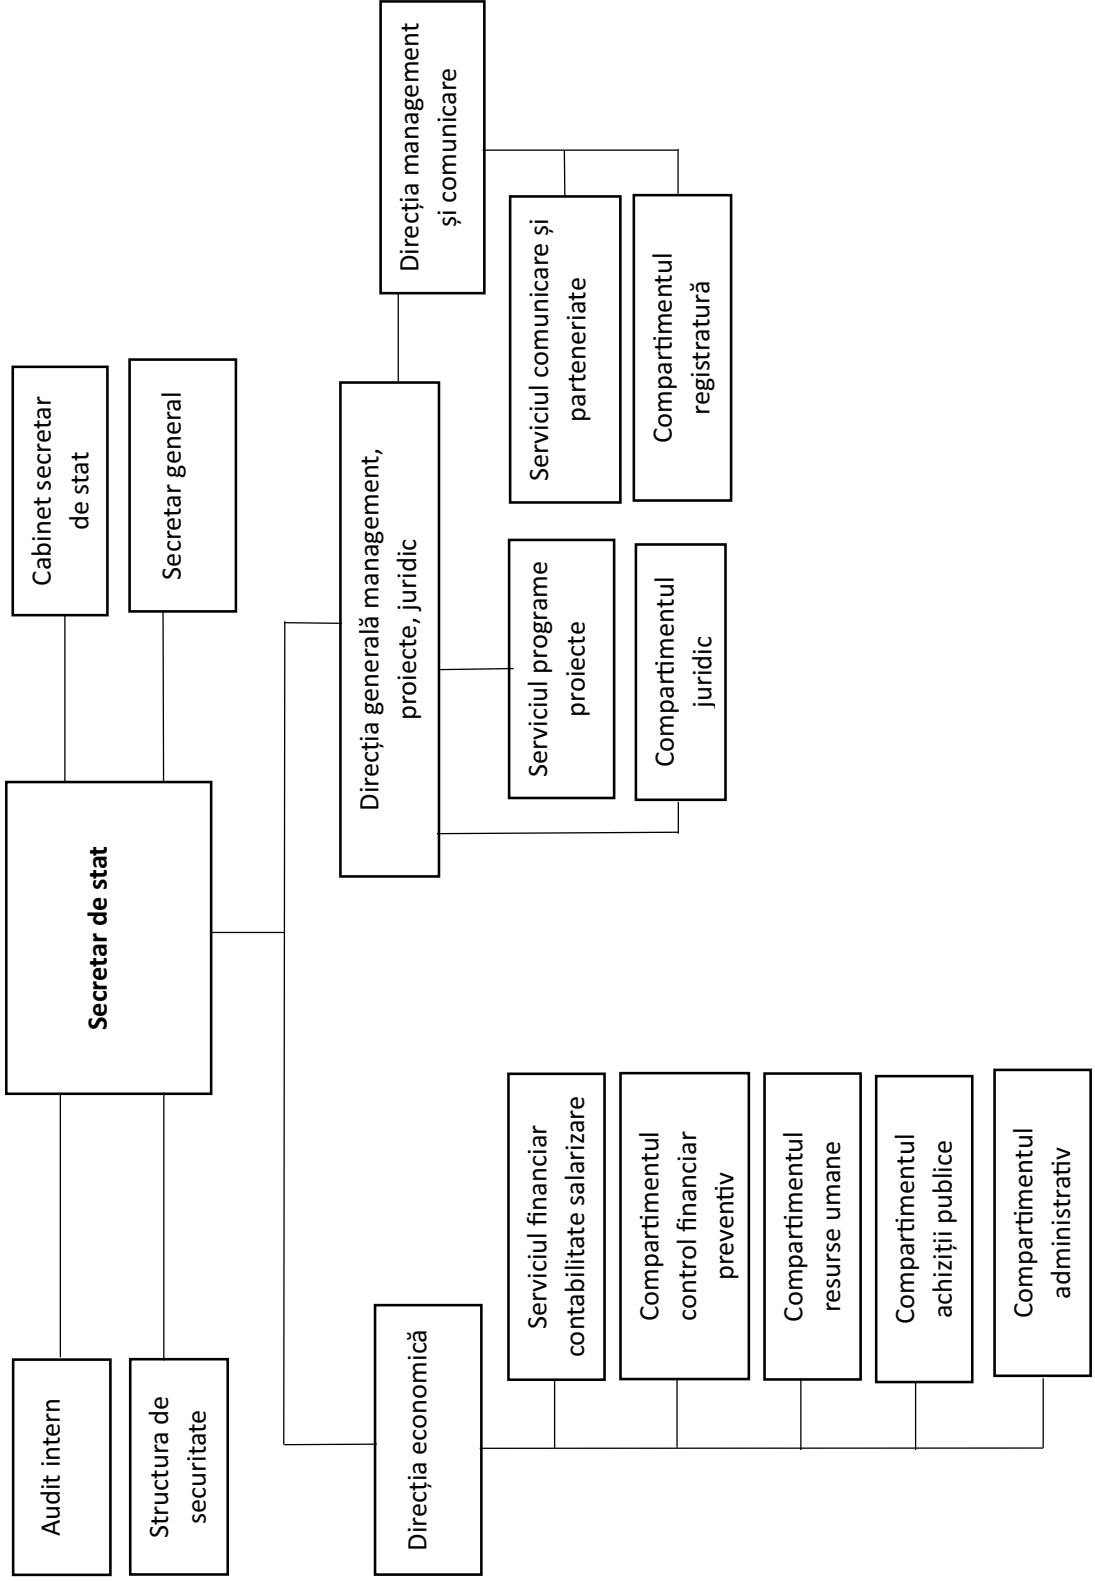 Secretar de stat
Audit intern
Structura de
securitate
Cabinet secretar
de stat
Secretar general
Direcția economică
Serviciul financiar
contabilitate salarizare
Compartimentul
control financiar
preventiv
Compartimentul
resurse umane
Compartimentul
achiziții publice
Compartimentul
administrativ
Direcția generală management,
proiecte, juridic
Serviciul programe
proiecte
Compartimentul
juridic
Direcția management
și comunicare
Serviciul comunicare și
parteneriate
Compartimentul
registratură